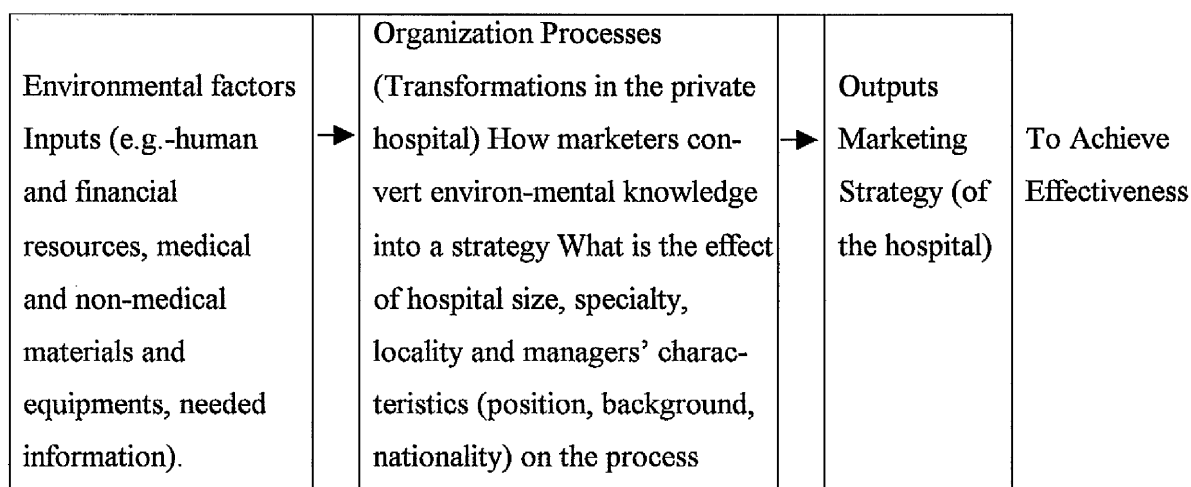 Environmental factors
Inputs (e.g.-human
and financial
resources, medical
and non-medical
materials and
equipments, needed
information).
Organization Processes
(Transformations in the private
hospital) How marketers con-
vert environ-mental knowledge
into a strategy What is the effect
of hospital size, specialty,
locality and managers’ charac-
teristics (position, background,
nationality) on the process
Outputs
Marketing
Strategy (of
the hospital)
To Achieve
Effectiveness